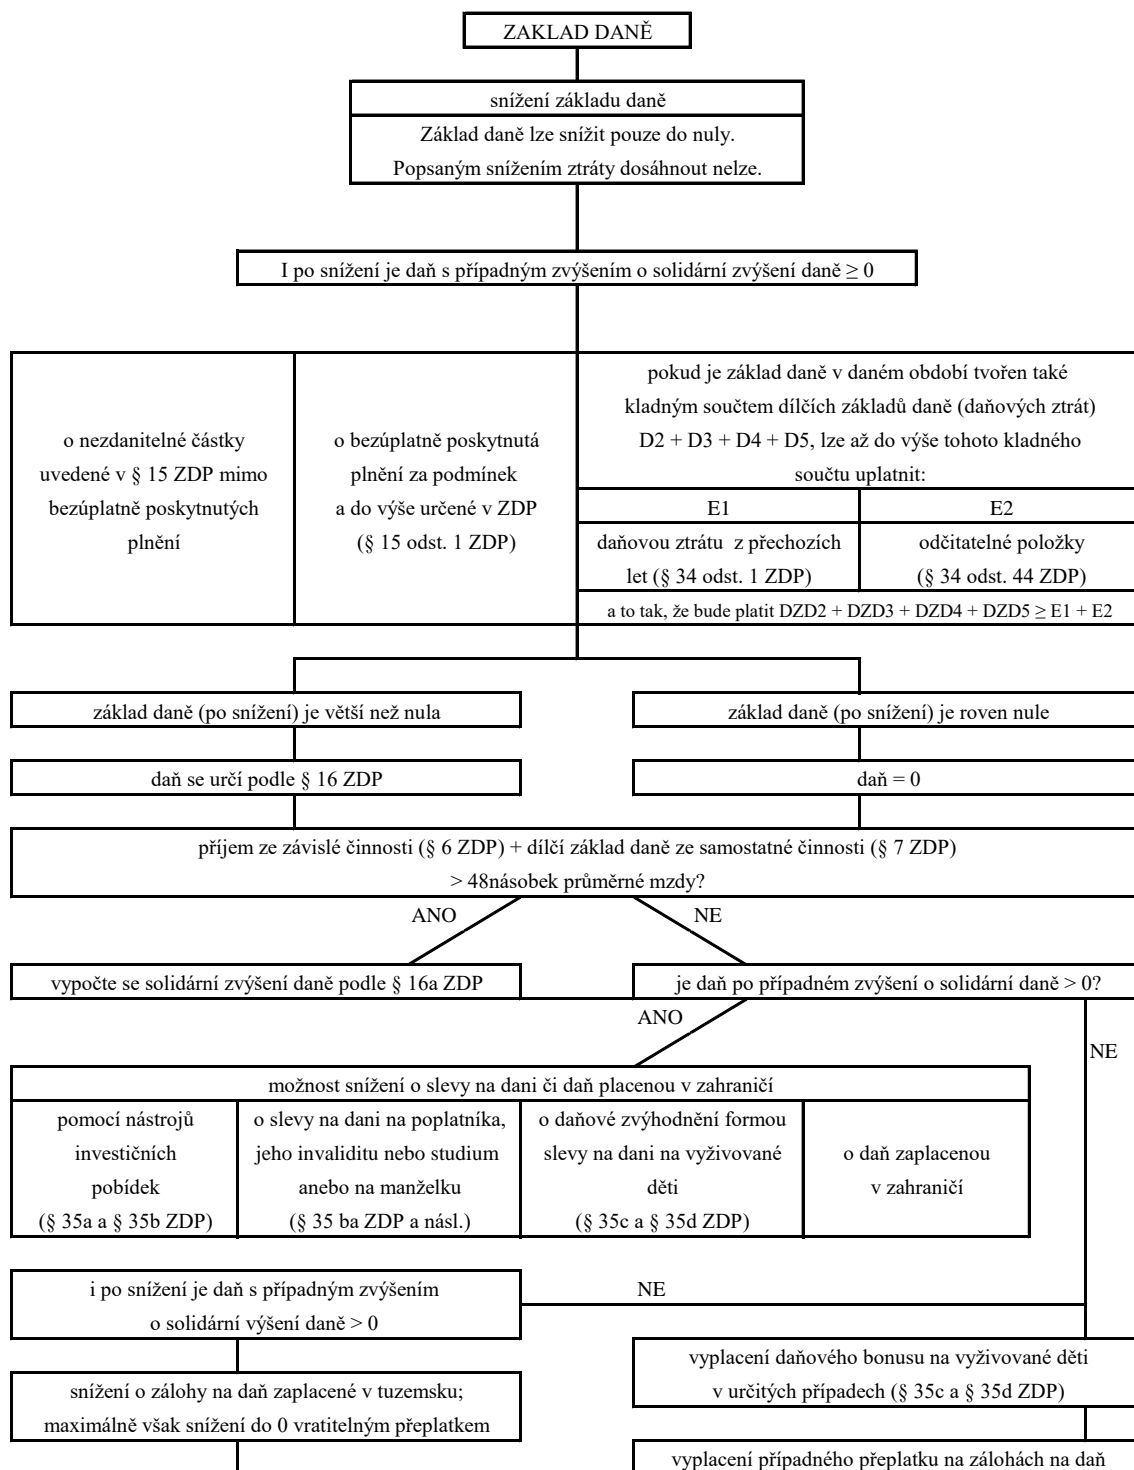 ZAKLAD DANĚ
snížení základu daně
Základ daně lze snížit pouze do nuly.
Popsaným snížením ztráty dosáhnout nelze.
I po snížení je daň s případným zvýšením o solidární zvýšení daně ≥ 0
o nezdanitelné částky
uvedené v § 15 ZDP mimo
bezúplatně poskytnutých
plnění
o bezúplatně poskytnutá
plnění za podmínek
a do výše určené v ZDP
(§ 15 odst. 1 ZDP)
pokud je základ daně v daném období tvořen také
kladným součtem dílčích základů daně (daňových ztrát)
D2 + D3 + D4 + D5, lze až do výše tohoto kladného
součtu uplatnit:
E1
daňovou ztrátu z přechozích
let (§ 34 odst. 1 ZDP)
E2
odčitatelné položky
(§ 34 odst. 44 ZDP)
a to tak, že bude platit DZD2 + DZD3 + DZD4 + DZD5 ≥ E1 + E2
základ daně (po snížení) je větší než nula
základ daně (po snížení) je roven nule
daň se určí podle § 16 ZDP
daň = 0
příjem ze závislé činnosti (§ 6 ZDP) + dílčí základ daně ze samostatné činnosti (§ 7 ZDP)
> 48násobek průměrné mzdy?
ANO
NE
vypočte se solidární zvýšení daně podle § 16a ZDP
je daň po případném zvýšení o solidární daně > 0?
ANO
NE
možnost snížení o slevy na dani či daň placenou v zahraničí
pomocí nástrojů
investičních
pobídek
(§ 35a a § 35b ZDP)
o slevy na dani na poplatníka,
jeho invaliditu nebo studium
anebo na manželku
(§ 35 ba ZDP a násl.)
o daňové zvýhodnění formou
slevy na dani na vyživované
děti
(§ 35c a § 35d ZDP)
o daň zaplacenou
v zahraničí
i po snížení je daň s případným zvýšením
o solidární výšení daně > 0
NE
vyplacení daňového bonusu na vyživované děti
v určitých případech (§ 35c a § 35d ZDP)
snížení o zálohy na daň zaplacené v tuzemsku;
maximálně však snížení do 0 vratitelným přeplatkem
vyplacení případného přeplatku na zálohách na daň